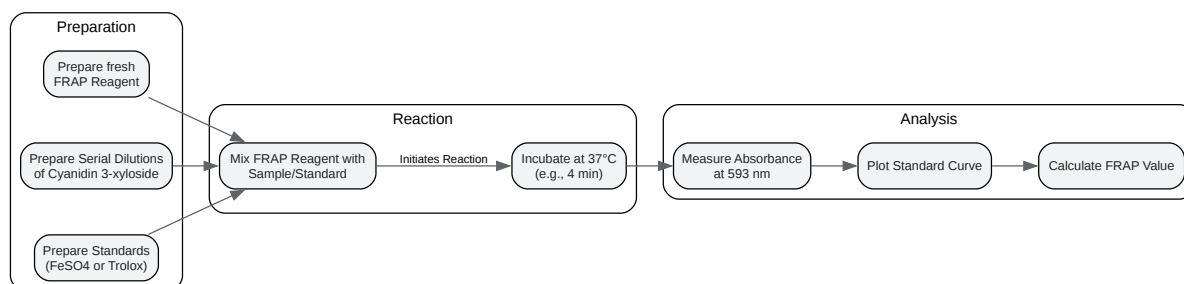 Preparation
Prepare fresh
FRAP Reagent
Prepare Serial Dilutions
of Cyanidin 3-xyloside
Prepare Standards
(FeSO4 or Trolox)
Reaction
Mix FRAP Reagent with
Sample/Standard
Initiates Reaction
Incubate at 37°C
(e.g., 4 min)
Analysis
Measure Absorbance
at 593 nm
Plot Standard Curve
Calculate FRAP Value